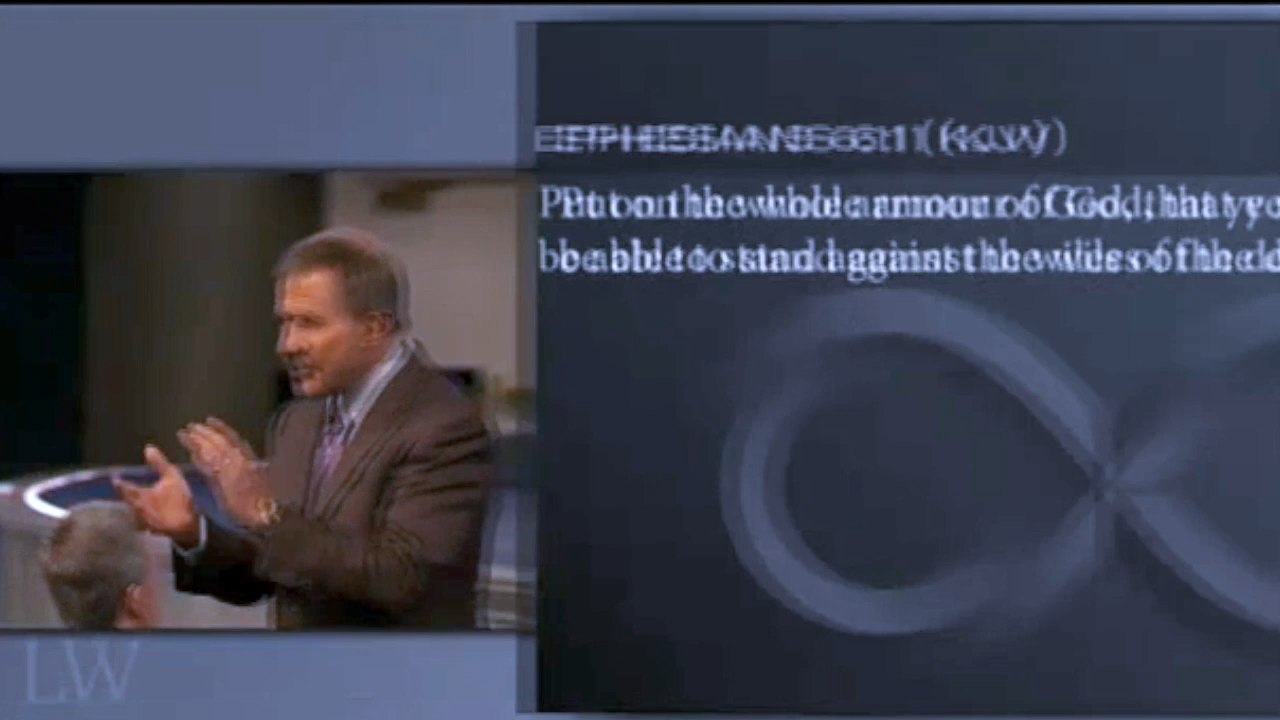 EPHESIANS 6:11 (KJV)
Put on the whole armour of God, that ye
be able to stand against the wiles of the d
LW